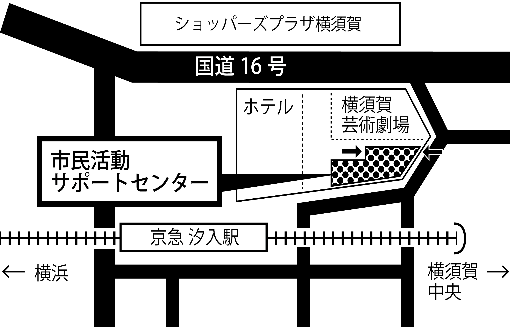 ショッパーズプラザ横須賀
国道16号
ホテル
横須賀
芸術劇場
市民活動
サポートセンター
京急 汐入駅
← 横浜
横須賀 →
中央